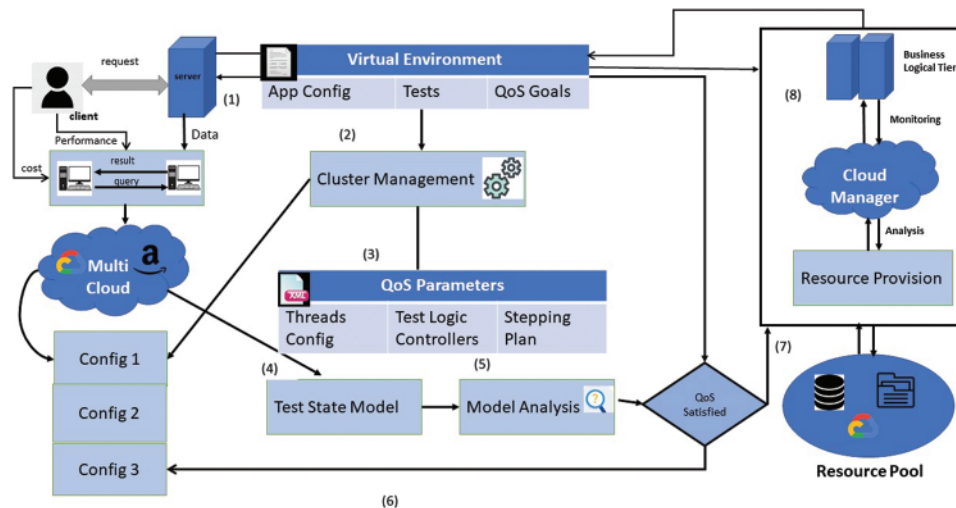 request
client
server
(1)
Performance
Data
cost
result
query
Multi
Cloud
Config 1
Config 2
Config 3
Virtual Environment
App Config
Tests
QoS Goals
(2)
Cluster Management
(3)
XML
QoS Parameters
Threads
Config
Test Logic
Controllers
Stepping
Plan
(4)
Test State Model
(5)
Model Analysis
?
QoS
Satisfied
(6)
(7)
(8)
Business
Logical Tier
Monitoring
Cloud
Manager
Analysis
Resource Provision
Resource Pool